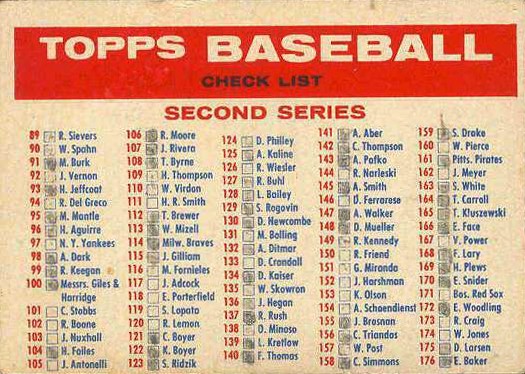 TOPPS BASEBALL
CHECK LIST
SECOND SERIES
89 R. Sievers
90 W. Spahn
91 M. Burk
92 J. Vernon
93 H. Jeffcoat
94 R. Del Greco
95 M. Mantle
96 H. Aguirre
97 N. Y. Yankees
98 A. Dark
99 R. Keegan
100 Messrs. Giles &
Harridge
101 C. Stobbs
102 R. Boone
103 J. Nuxhall
104 H. Foiles
105 J. Antonelli
106 R. Moore
107 J. Rivera
108 T. Byrne
109 H. Thompson
110 W. Virdon
111 H. R. Smith
112 T. Brewer
113 W. Mizell
114 Milw. Braves
115 J. Gilliam
116 M. Fornieles
117 J. Adcock
118 E. Porterfield
119 S. Lopata
120 R. Lemon
121 C. Boyer
122 K. Boyer
123 S. Ridzik
124 D. Philley
125 A. Kaline
126 R. Wiesler
127 R. Buhl
128 L. Bailey
129 S. Rogovin
130 D. Newcombe
131 M. Bolling
132 A. Ditmar
133 D. Crandall
134 D. Kaiser
135 W. Skowron
136 J. Hegan
137 R. Rush
138 O. Minoso
139 L. Kretlow
140 F. Thomas
141 A. Aber
142 C. Thompson
143 A. Pafko
144 R. Narleski
145 A. Smith
146 D. Ferrarese
147 A. Walker
148 D. Mueller
149 R. Kennedy
150 R. Friend
151 G. Miranda
152 J. Harshman
153 K. Olson
154 A. Schoendienst
155 J. Brosnan
156 C. Triandos
157 W. Post
158 C. Simmons
159 S. Drake
160 W. Pierce
161 Pitts. Pirates
162 J. Meyer
163 S. White
164 T. Carroll
165 T. Kluszewski
166 E. Face
167 V. Power
168 F. Lary
169 H. Plews
170 E. Snider
171 Bos. Red Sox
172 E. Woodling
173 R. Craig
174 W. Jones
175 D. Larsen
176 E. Baker